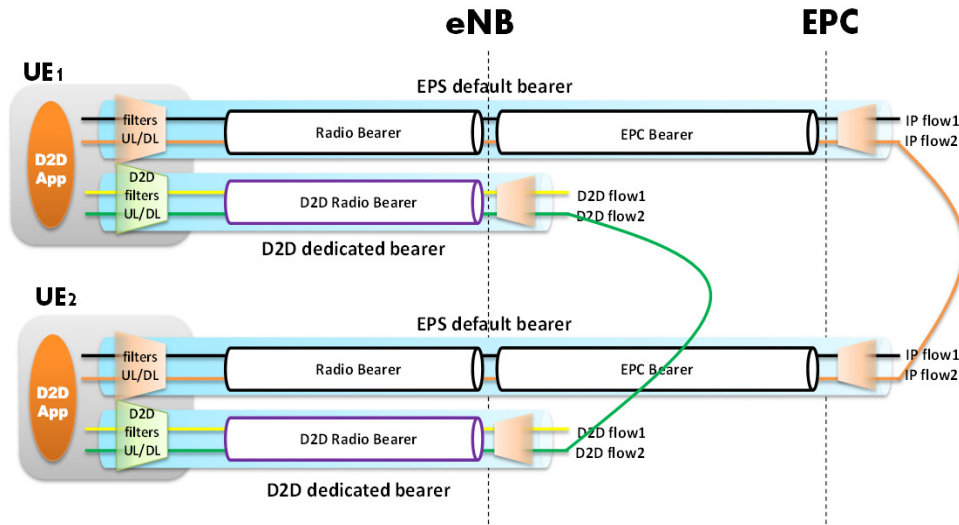 eNB
EPC
UE1
EPS default bearer
D2D
App
filters
UL/DL
Radio Bearer
EPC Bearer
IP flow1
IP flow2
D2D
filters
UL/DL
D2D Radio Bearer
D2D flow1
D2D flow2
D2D dedicated bearer
UE2
EPS default bearer
D2D
App
filters
UL/DL
Radio Bearer
EPC Bearer
IP flow1
IP flow2
D2D
filters
UL/DL
D2D Radio Bearer
D2D flow1
D2D flow2
D2D dedicated bearer